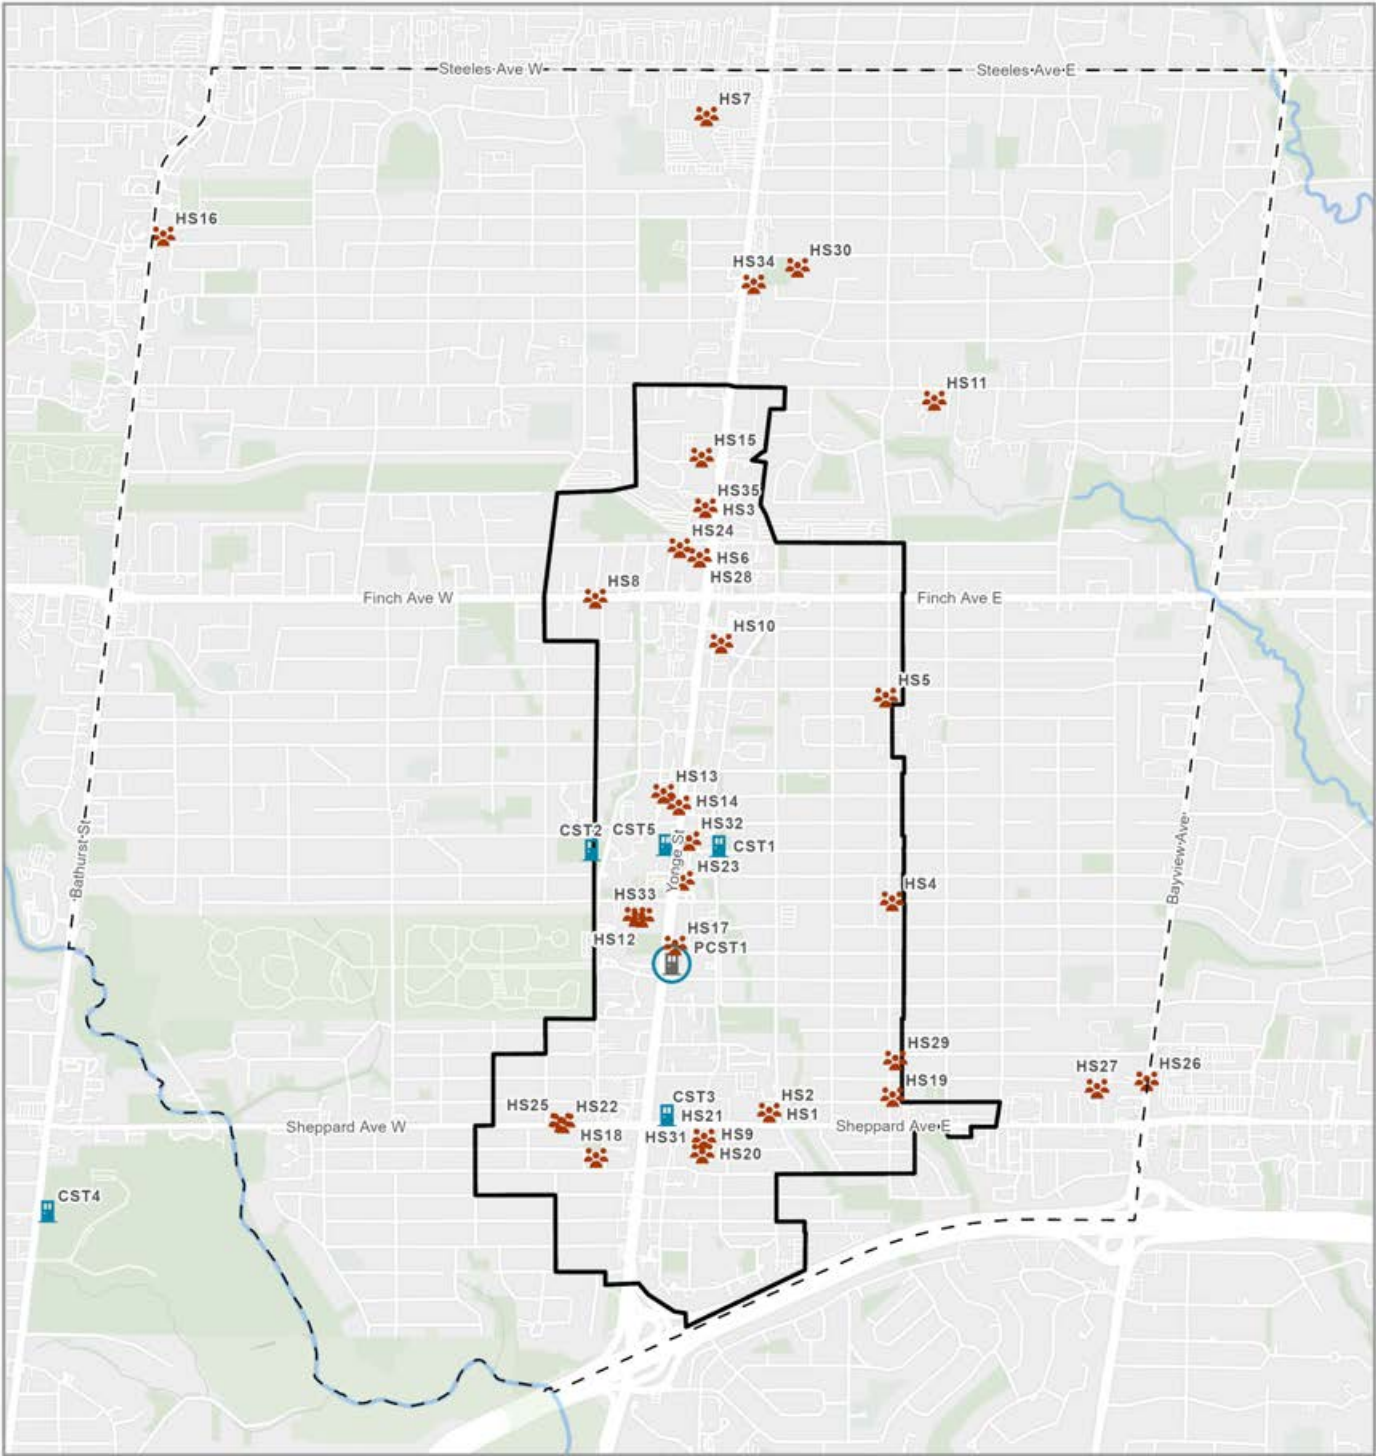 Steeles Ave W
Steeles Ave E
HS7
HS16
HS30
HS34
HS11
HS15
HS35
HS3
HS24
HS6
HS28
HS8
Finch Ave W
Finch Ave E
HS10
HS5
HS13
HS14
HS32
CST2
CST5
CST1
Yonge St
HS23
Bathurst St
Bayview Ave
HS4
HS33
HS17
HS12
PCST1
HS29
HS27
HS26
HS19
CST3
HS2
HS25
HS22
HS21
HS1
Sheppard Ave W
Sheppard Ave E
HS18
HS31
HS9
HS20
CST4